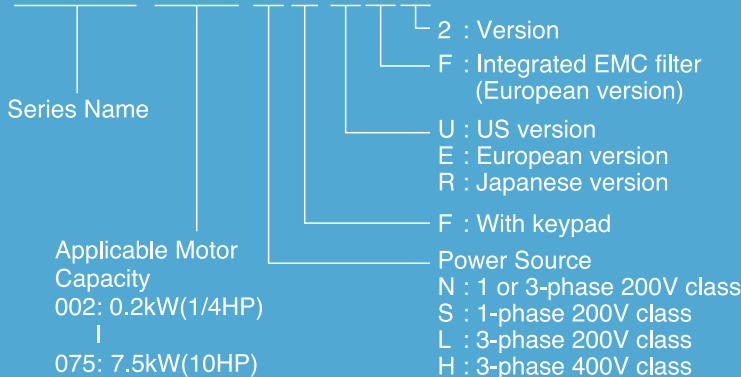 2 : Version
F : Integrated EMC filter
(European version)
Series Name
U : US version
E : European version
R : Japanese version
F : With keypad
Applicable Motor
Capacity
002: 0.2kW(1/4HP)
I
075: 7.5kW(10HP)
Power Source
N : 1 or 3-phase 200V class
S : 1-phase 200V class
L : 3-phase 200V class
H : 3-phase 400V class